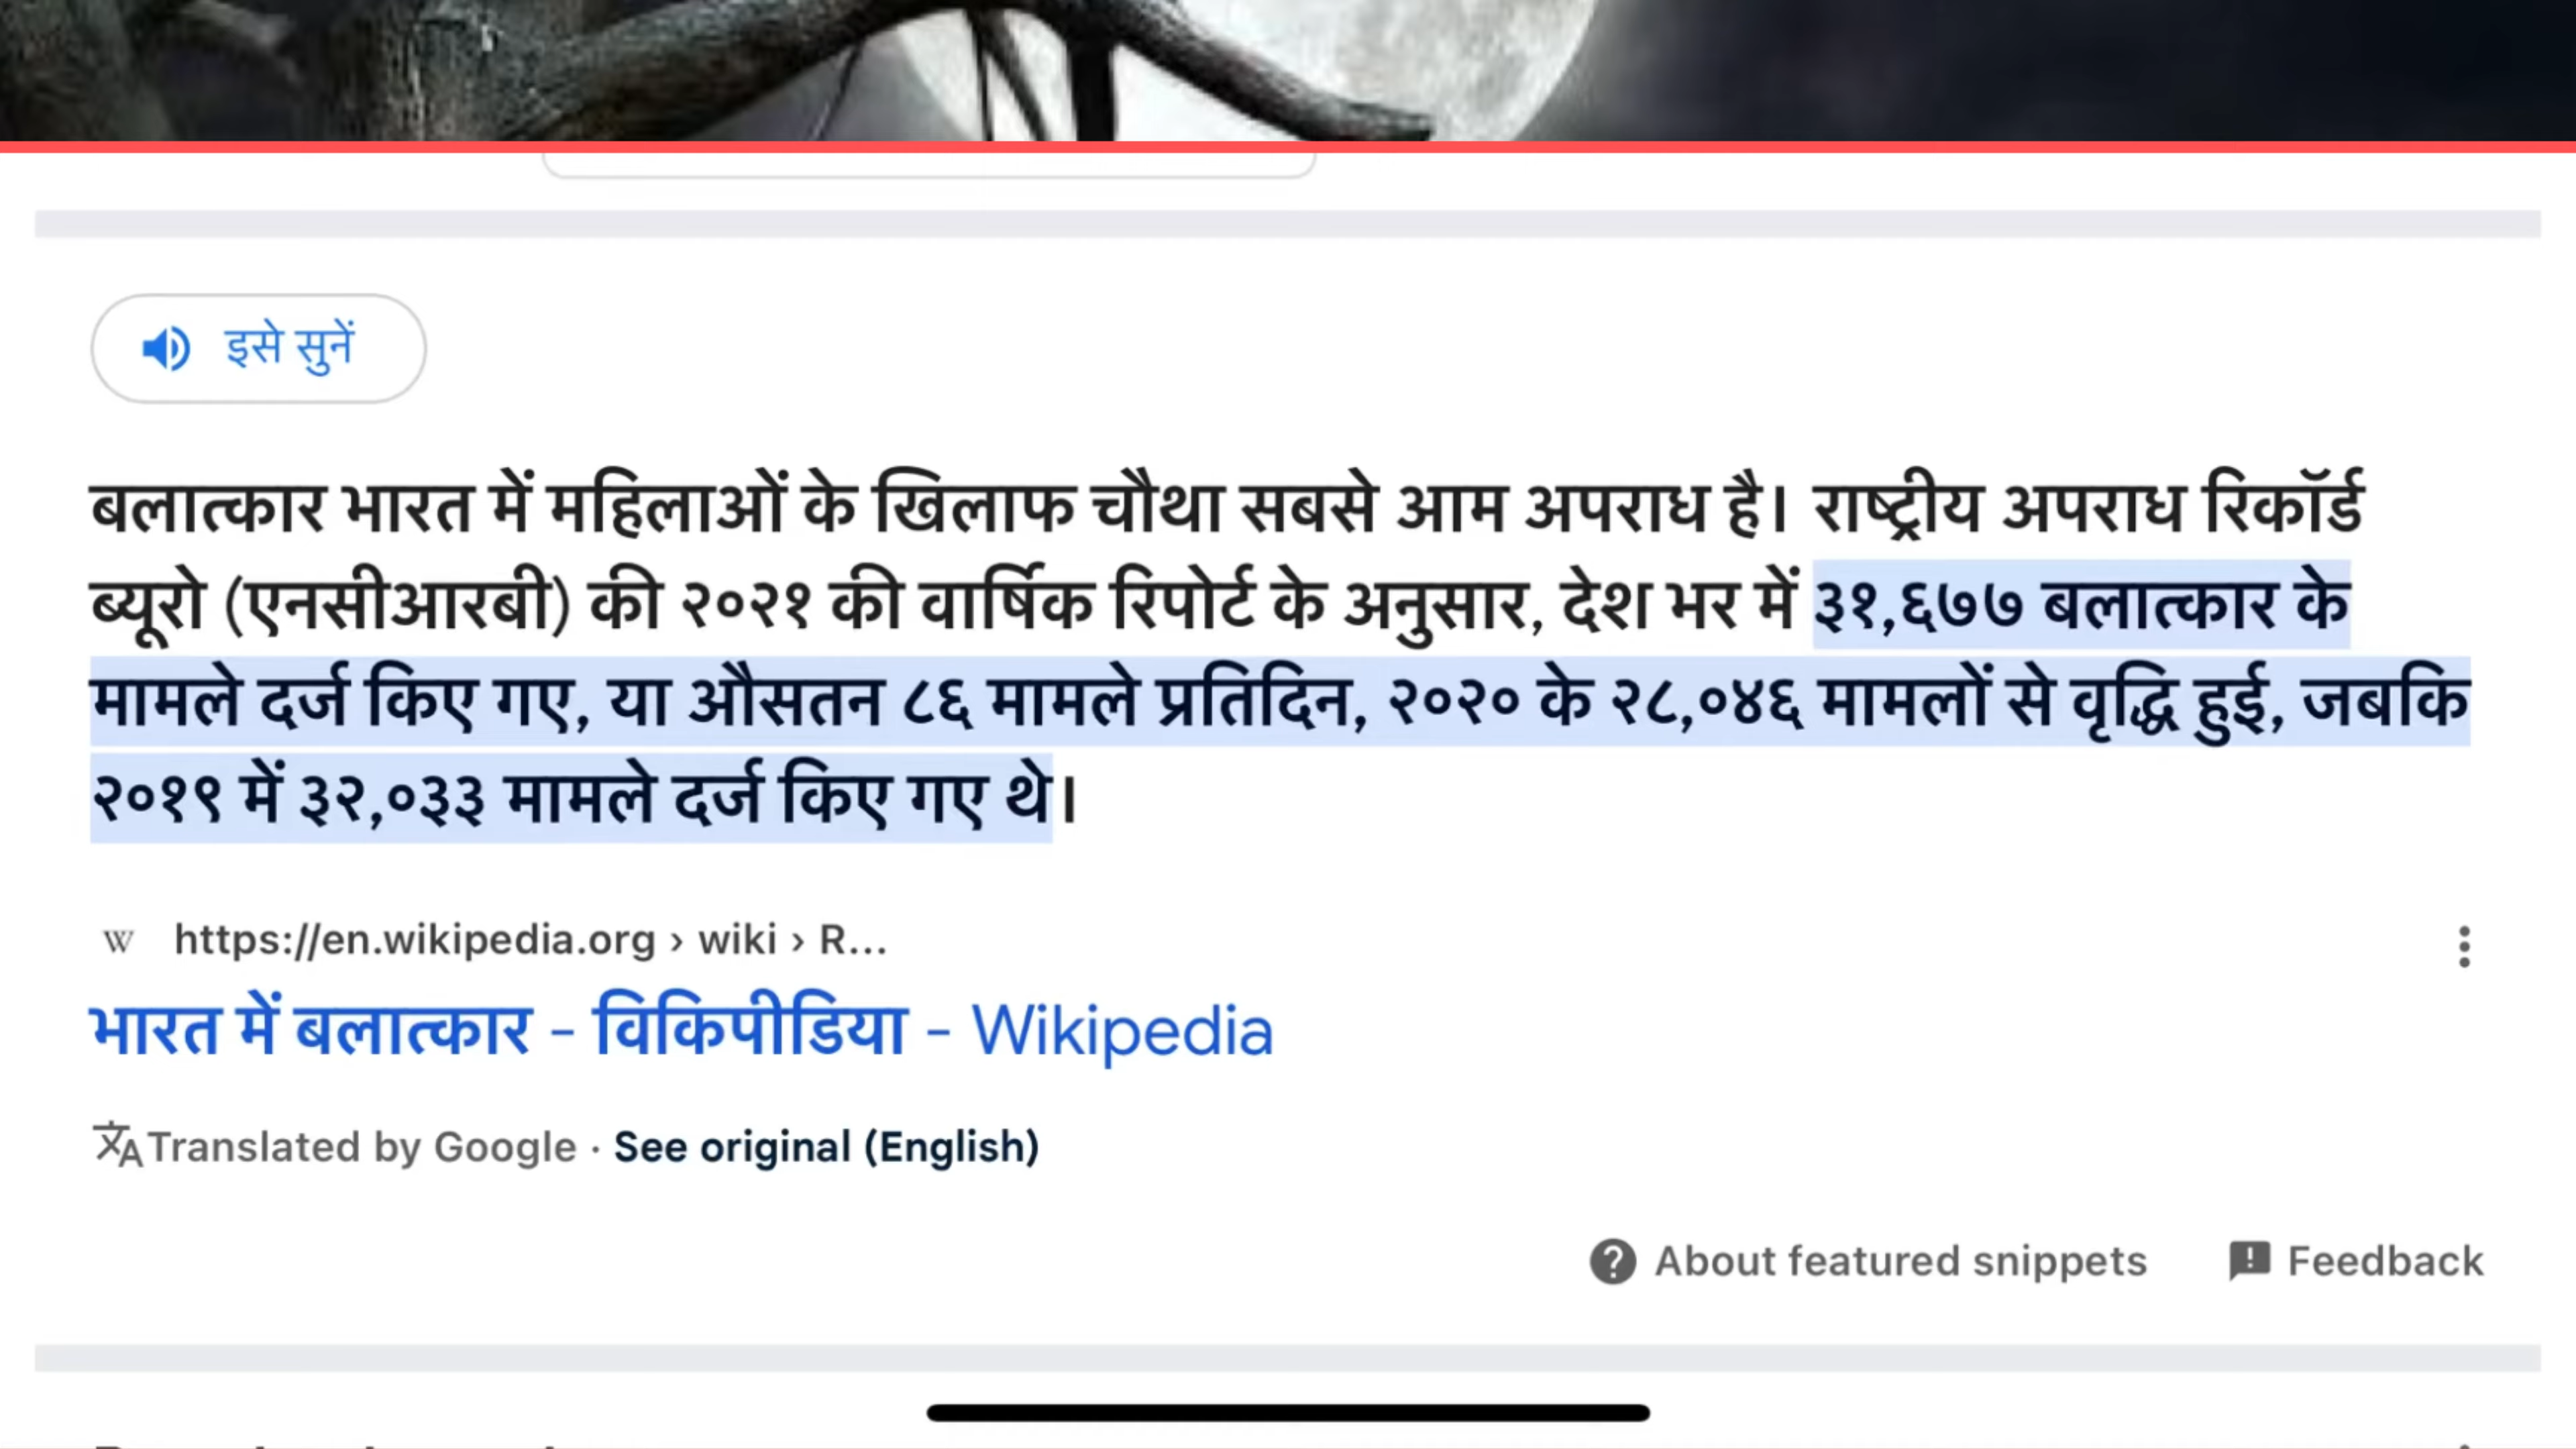 इसे सुनें
बलात्कार भारत में महिलाओं के खिलाफ चौथा सबसे आम अपराध है। राष्ट्रीय अपराध रिकॉर्ड
ब्यूरो (एनसीआरबी) की २०२१ की वार्षिक रिपोर्ट के अनुसार, देश भर में ३१,६७७ बलात्कार के
मामले दर्ज किए गए, या औसतन ८६ मामले प्रतिदिन, २०२० के २८,०४६ मामलों से वृद्धि हुई, जबकि
२०१९ में ३२,०३३ मामले दर्ज किए गए थे।
W https://en.wikipedia.org › wiki › R...
भारत में बलात्कार - विकिपीडिया - Wikipedia
Translated by Google · See original (English)
About featured snippets Feedback